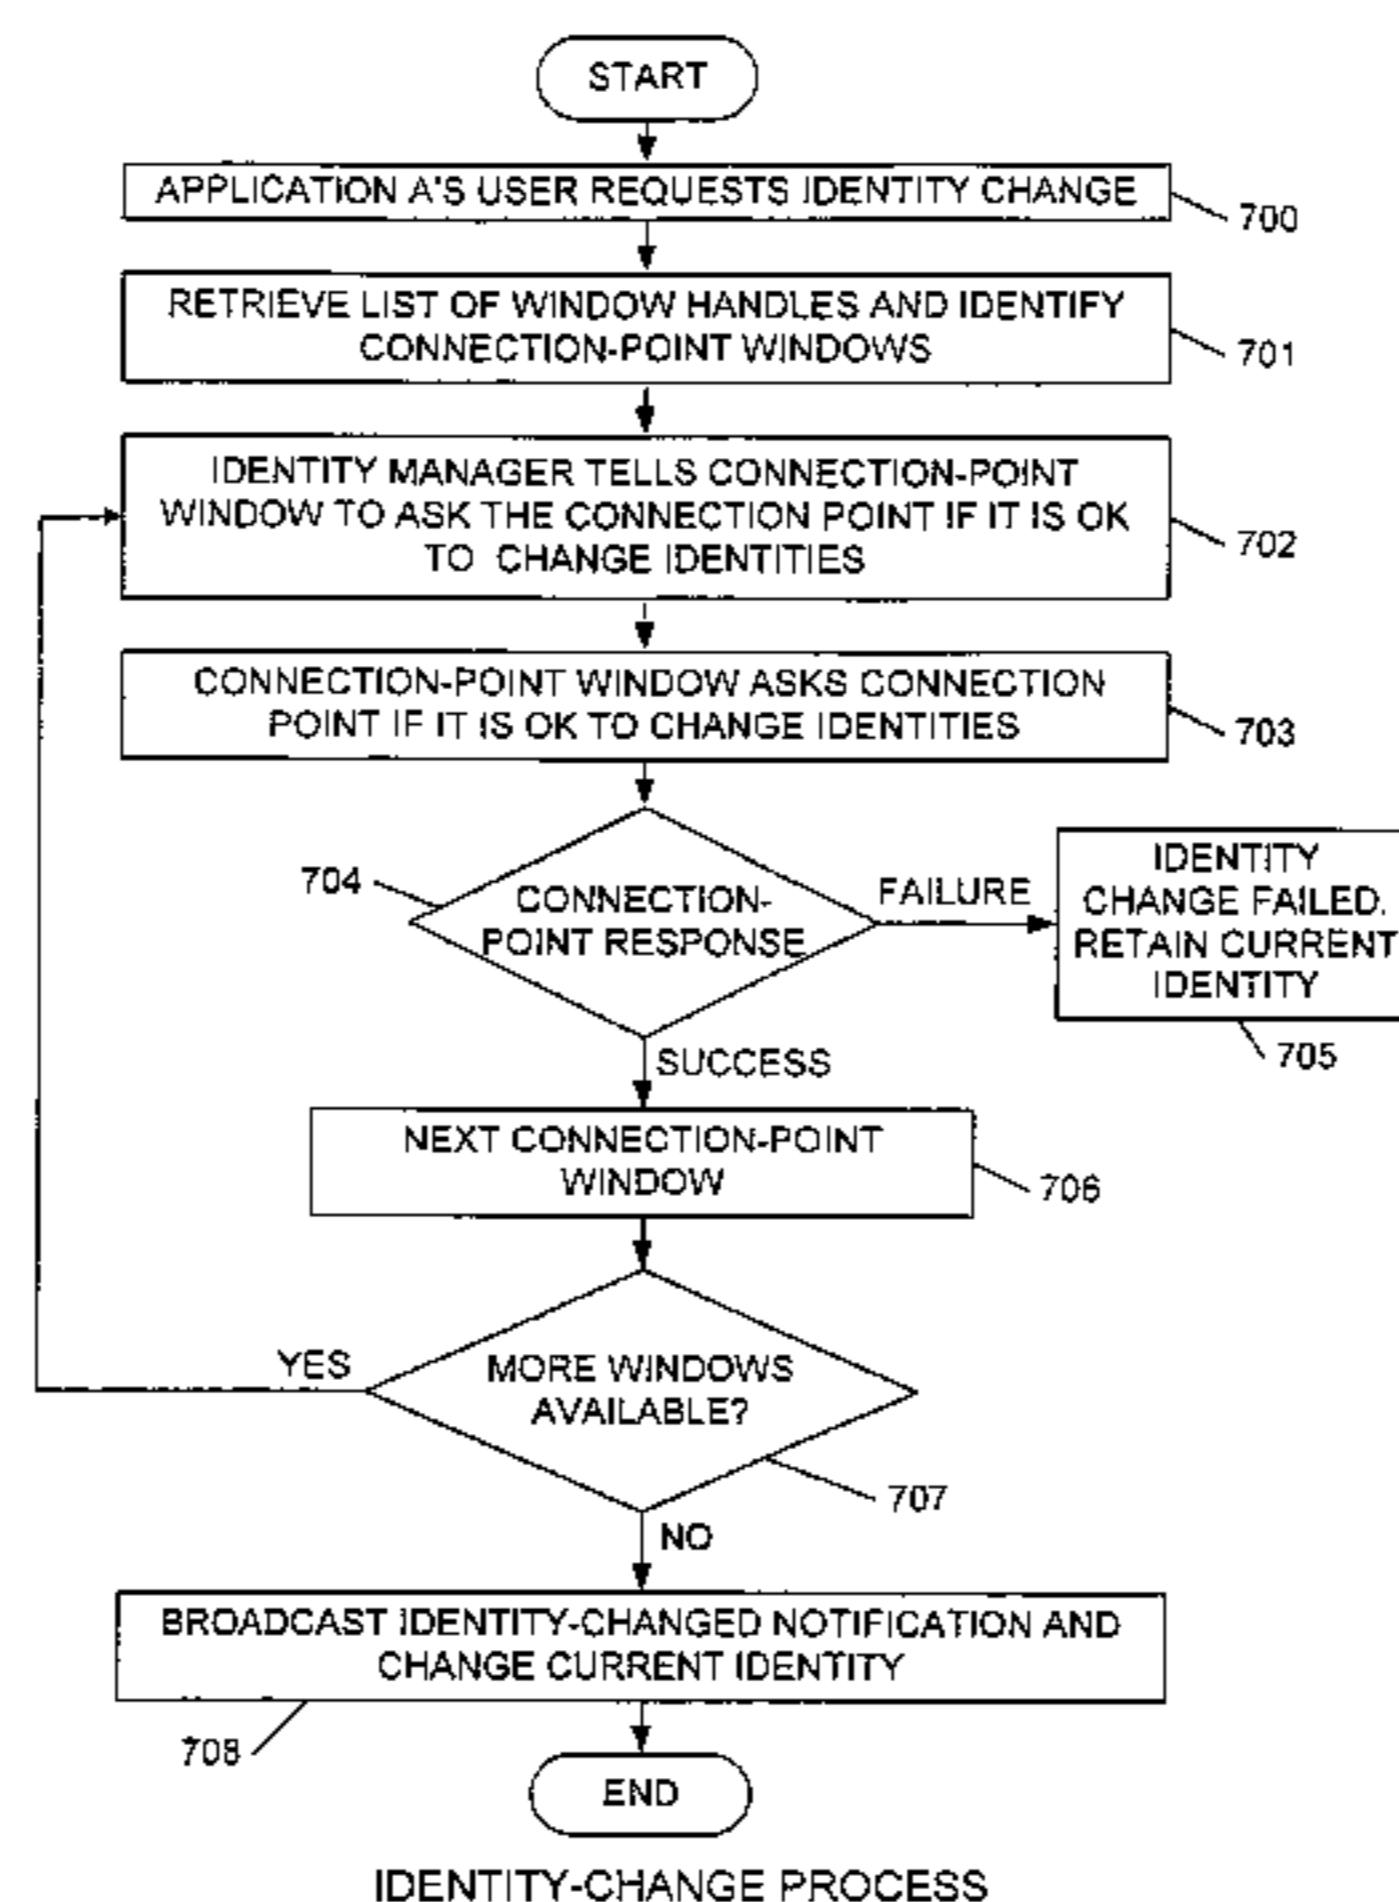 START
APPLICATION A'S USER REQUESTS IDENTITY CHANGE
700
RETRIEVE LIST OF WINDOW HANDLES AND IDENTIFY
CONNECTION-POINT WINDOWS
701
IDENTITY MANAGER TELLS CONNECTION-POINT
WINDOW TO ASK THE CONNECTION POINT IF IT IS OK
TO CHANGE IDENTITIES
702
CONNECTION-POINT WINDOW ASKS CONNECTION
POINT IF IT IS OK TO CHANGE IDENTITIES
703
704
CONNECTION-
POINT RESPONSE
FAILURE
IDENTITY
CHANGE FAILED.
RETAIN CURRENT
IDENTITY
705
SUCCESS
NEXT CONNECTION-POINT
WINDOW
706
YES
MORE WINDOWS
AVAILABLE?
707
NO
BROADCAST IDENTITY-CHANGED NOTIFICATION AND
CHANGE CURRENT IDENTITY
708
END
IDENTITY-CHANGE PROCESS